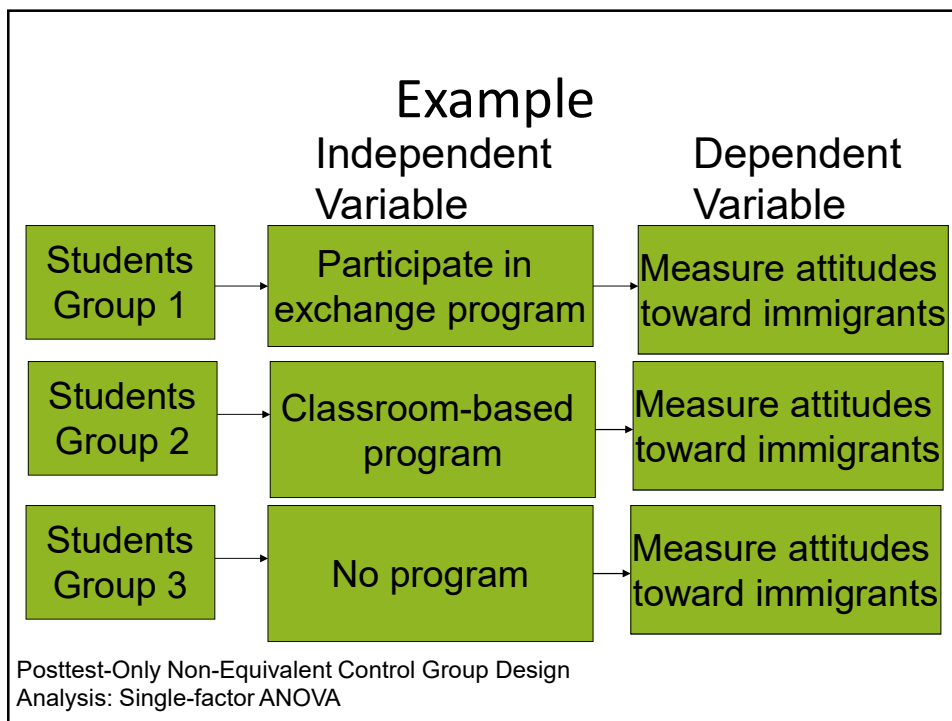 Example
Independent
Variable
Dependent
Variable
Students
Group 1
Participate in
exchange program
Measure attitudes
toward immigrants
Students
Group 2
Classroom-based
program
Measure attitudes
toward immigrants
Students
Group 3
No program
Measure attitudes
toward immigrants
Posttest-Only Non-Equivalent Control Group Design
Analysis: Single-factor ANOVA